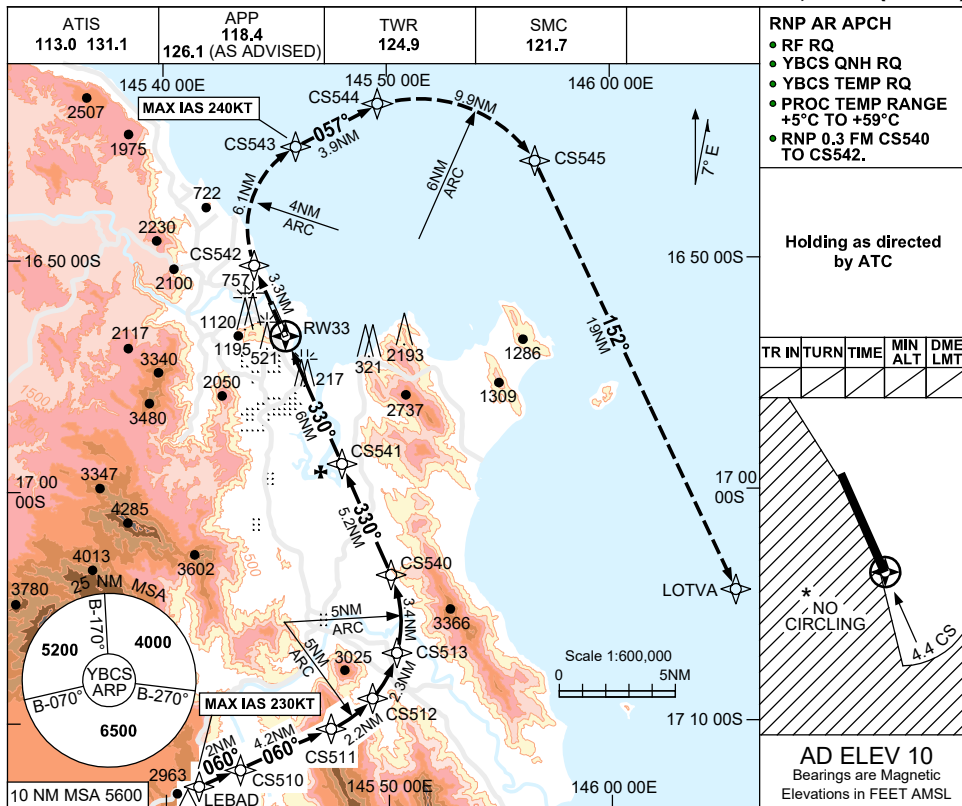 ATIS
113.0 131.1
APP
118.4
126.1 (AS ADVISED)
TWR
124.9
SMC
121.7
RNP AR APCH
• RF RQ
• YBCS QNH RQ
• YBCS TEMP RQ
• PROC TEMP RANGE
+5°C TO +59°C
• RNP 0.3 FM CS540
TO CS542.
Holding as directed
by ATC
TR IN
TURN
TIME
MIN
ALT
DME
LMT
* NO
CIRCLING
4.4 CS
AD ELEV 10
Bearings are Magnetic
Elevations in FEET AMSL
145 40 00E
145 50 00E
146 00 00E
MAX IAS 240KT
CS544
9.9NM
2507
1975
CS543
057°
3.9NM
CS545
7° E
6NM
ARC
6.1NM
4NM
ARC
722
2230
2100
16 50 00S
16 50 00S
CS542
757
3.3NM
1120
1195
521
RW33
217
321
2193
1286
152°
19NM
2117
3340
3480
2050
2737
1309
1500
330°
6NM
CS541
3347
17 00
00S
17 00
00S
4285
330°
5.2NM
4013
3602
1500
CS540
3780
25 NM MSA
3.4NM
3366
LOTVA
5NM
ARC
5NM
ARC
B-170°
5200
4000
YBCS
ARP
B-070°
B-270°
6500
3025
CS513
Scale 1:600,000
0
5NM
2.3NM
MAX IAS 230KT
CS512
17 10 00S
2.2NM
CS511
2NM
4.2NM
060°
060°
CS510
2963
LEBAD
10 NM MSA 5600
145 50 00E
146 00 00E